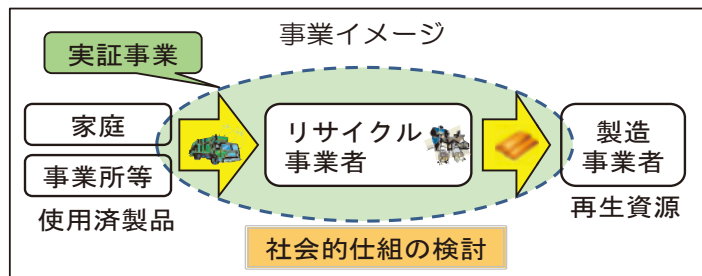 事業イメージ
実証事業
家庭
事業所等
使用済製品
リサイクル
事業者
製造
事業者
再生資源
社会的仕組の検討